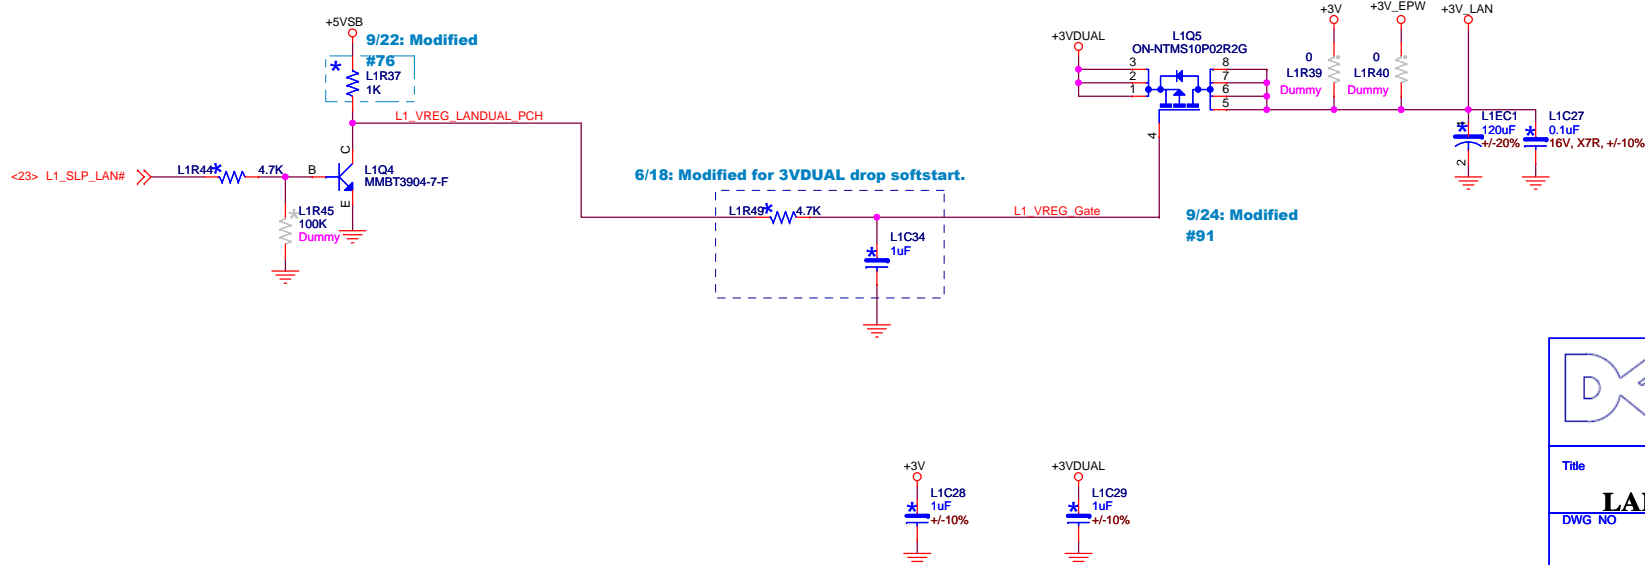 +5VSB
9/22: Modified
#76
*
L1R37
1K
L1_VREG_LANDUAL_PCH
<23> L1_SLP_LAN#
L1R44*
4.7K
B
C
E
L1Q4
MMBT3904-7-F
*
L1R45
100K
Dummy
6/18: Modified for 3VDUAL drop softstart.
L1R49*
4.7K
L1_VREG_Gate
*
L1C34
1uF
9/24: Modified
#91
+3VDUAL
L1Q5
ON-NTMS10P02R2G
3
2
1
8
7
6
5
4
+3V
+3V_EPW
+3V_LAN
0
L1R39
Dummy
0
L1R40
Dummy
*
L1EC1
120uF
+/-20%
2
*
L1C27
0.1uF
16V, X7R, +/-10%
+3V
*
L1C28
1uF
+/-10%
+3VDUAL
*
L1C29
1uF
+/-10%
Title
DWG NO